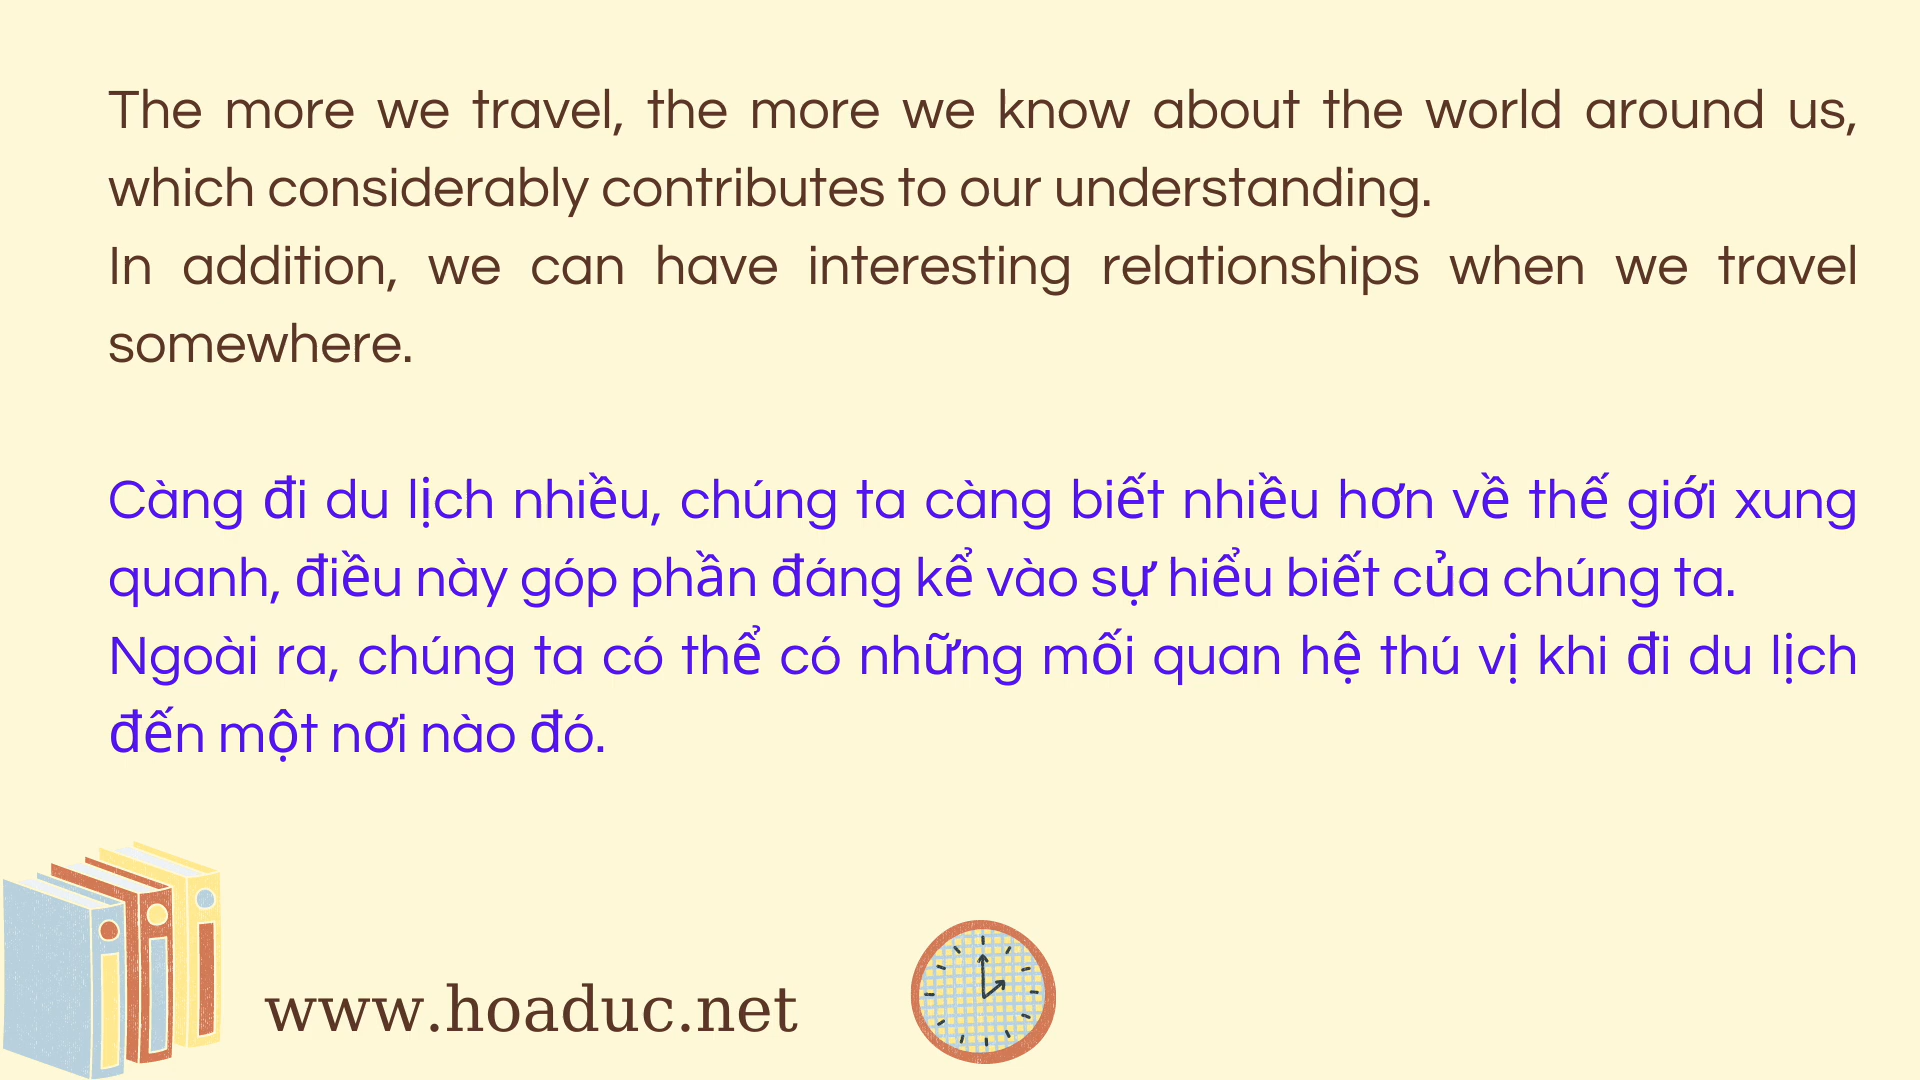 The more we travel, the more we know about the world around us,
which considerably contributes to our understanding.
In addition, we can have interesting relationships when we travel
somewhere.
Càng đi du lịch nhiều, chúng ta càng biết nhiều hơn về thế giới xung
quanh, điều này góp phần đáng kể vào sự hiểu biết của chúng ta.
Ngoài ra, chúng ta có thể có những mối quan hệ thú vị khi đi du lịch
đến một nơi nào đó.
www.hoaduc.net